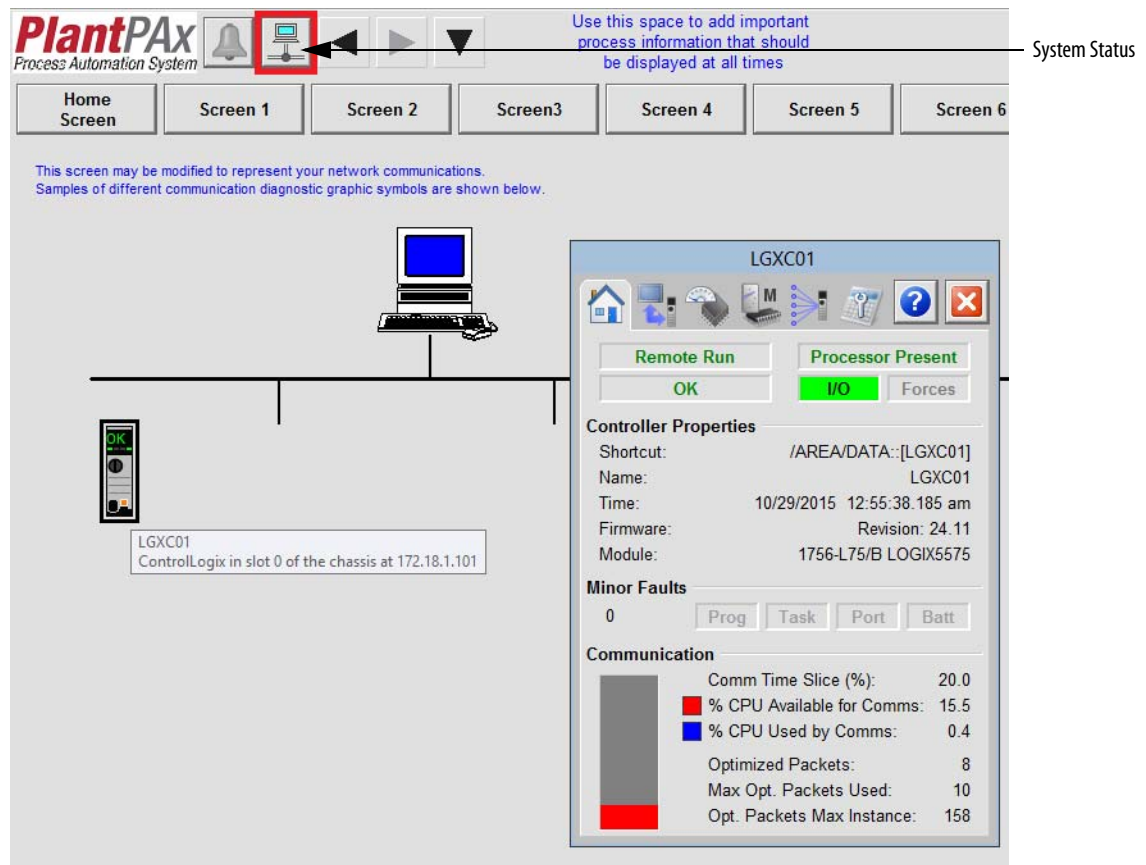 PlantPAx
Process Automation System
Use this space to add important
process information that should
be displayed at all times
System Status
Home
Screen
Screen 1
Screen 2
Screen3
Screen 4
Screen 5
Screen 6
This screen may be modified to represent your network communications.
Samples of different communication diagnostic graphic symbols are shown below.
OK
LGXC01
ControlLogix in slot 0 of the chassis at 172.18.1.101
LGXC01
M
?
Remote Run
Processor Present
OK
I/O
Forces
Controller Properties
Shortcut: /AREA/DATA::[LGXC01]
Name: LGXC01
Time: 10/29/2015 12:55:38.185 am
Firmware: Revision: 24.11
Module: 1756-L75/B LOGIX5575
Minor Faults
0 Prog Task Port Batt
Communication
Comm Time Slice (%): 20.0
% CPU Available for Comms: 15.5
% CPU Used by Comms: 0.4
Optimized Packets: 8
Max Opt. Packets Used: 10
Opt. Packets Max Instance: 158